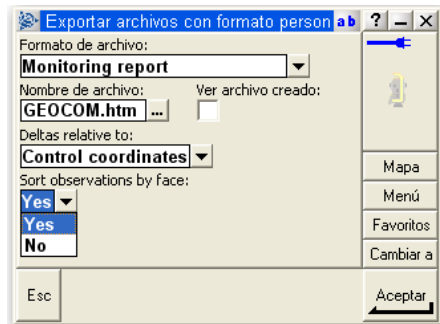 Exportar archivos con formato person ab ? – X
Formato de archivo:
Monitoring report
Nombre de archivo: Ver archivo creado:
GEOCOM.htm ...
Deltas relative to:
Control coordinates
Sort observations by face:
Yes
Yes
No
Mapa
Menú
Favoritos
Cambiar a
Esc
Aceptar